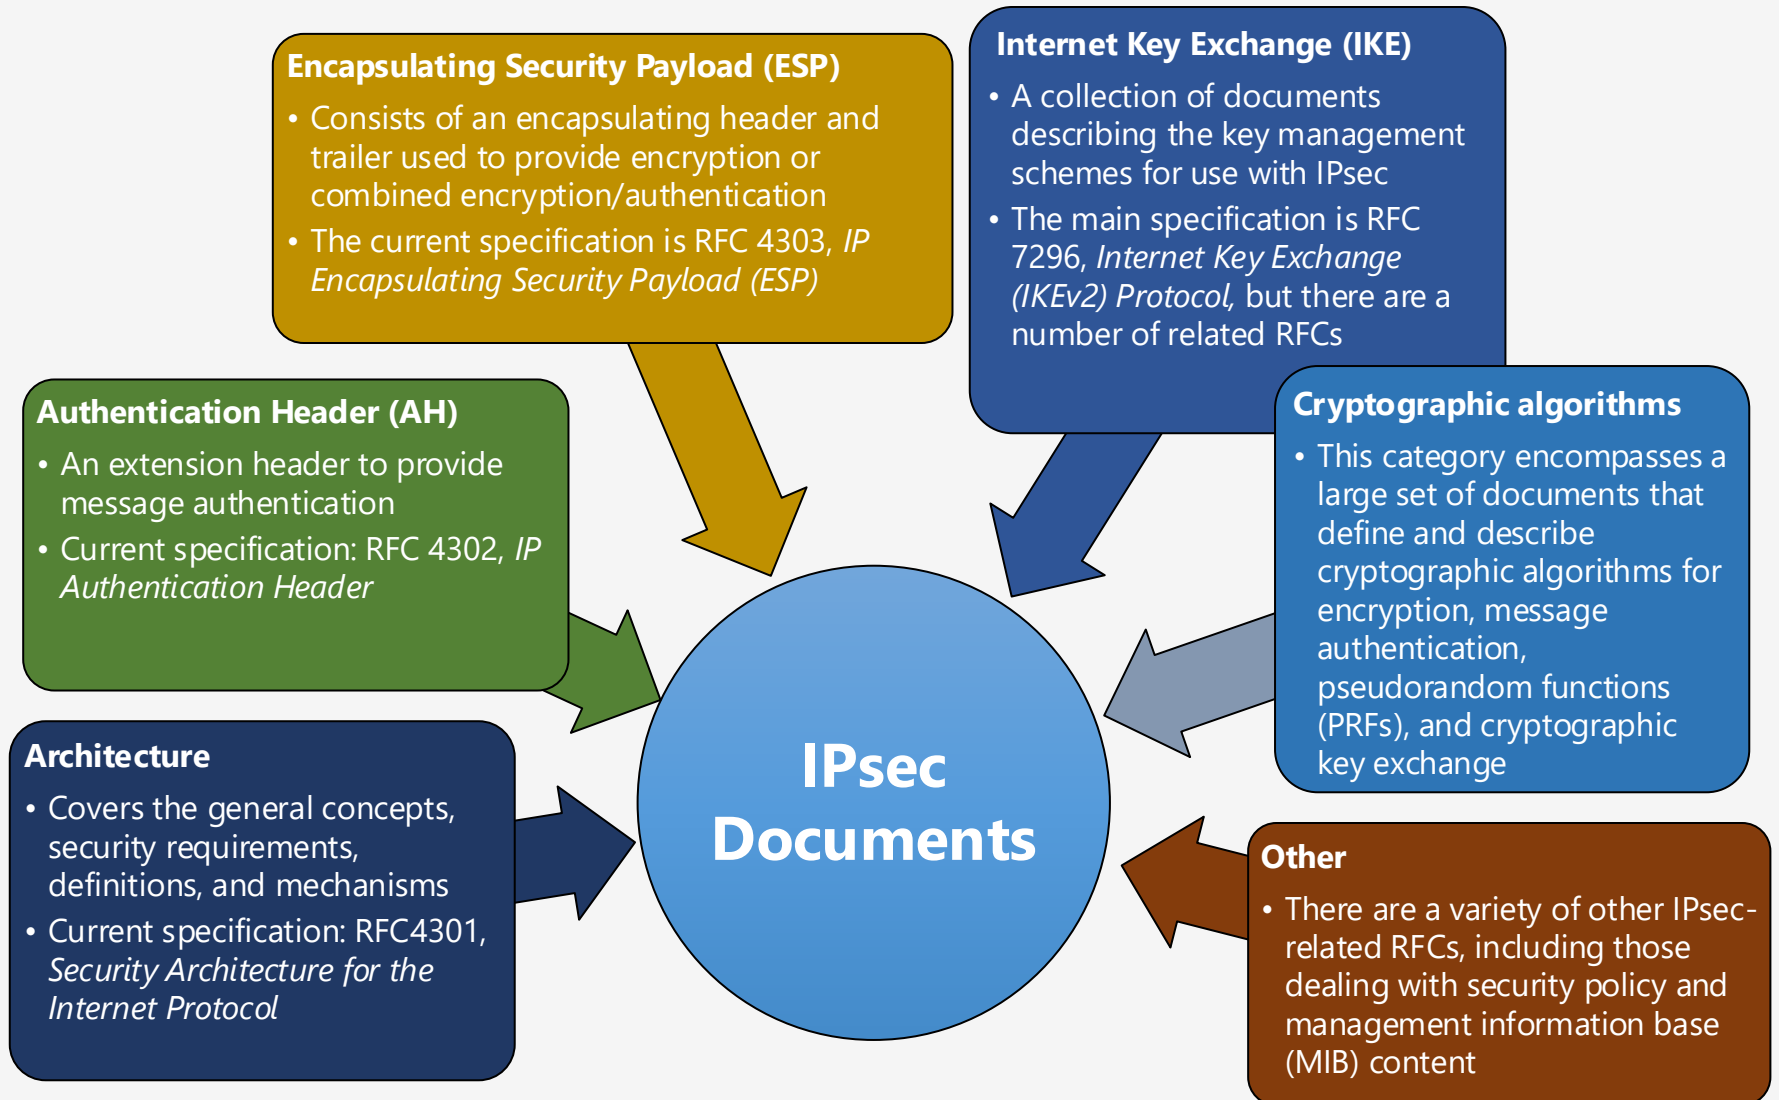 Encapsulating Security Payload (ESP)
• Consists of an encapsulating header and
trailer used to provide encryption or
combined encryption/authentication
• The current specification is RFC 4303, IP
Encapsulating Security Payload (ESP)
Internet Key Exchange (IKE)
• A collection of documents
describing the key management
schemes for use with IPsec
• The main specification is RFC
7296, Internet Key Exchange
(IKEv2) Protocol, but there are a
number of related RFCs
Authentication Header (AH)
• An extension header to provide
message authentication
• Current specification: RFC 4302, IP
Authentication Header
Cryptographic algorithms
• This category encompasses a
large set of documents that
define and describe
cryptographic algorithms for
encryption, message
authentication,
pseudorandom functions
(PRFs), and cryptographic
key exchange
Architecture
• Covers the general concepts,
security requirements,
definitions, and mechanisms
• Current specification: RFC4301,
Security Architecture for the
Internet Protocol
IPsec
Documents
Other
• There are a variety of other IPsec-
related RFCs, including those
dealing with security policy and
management information base
(MIB) content